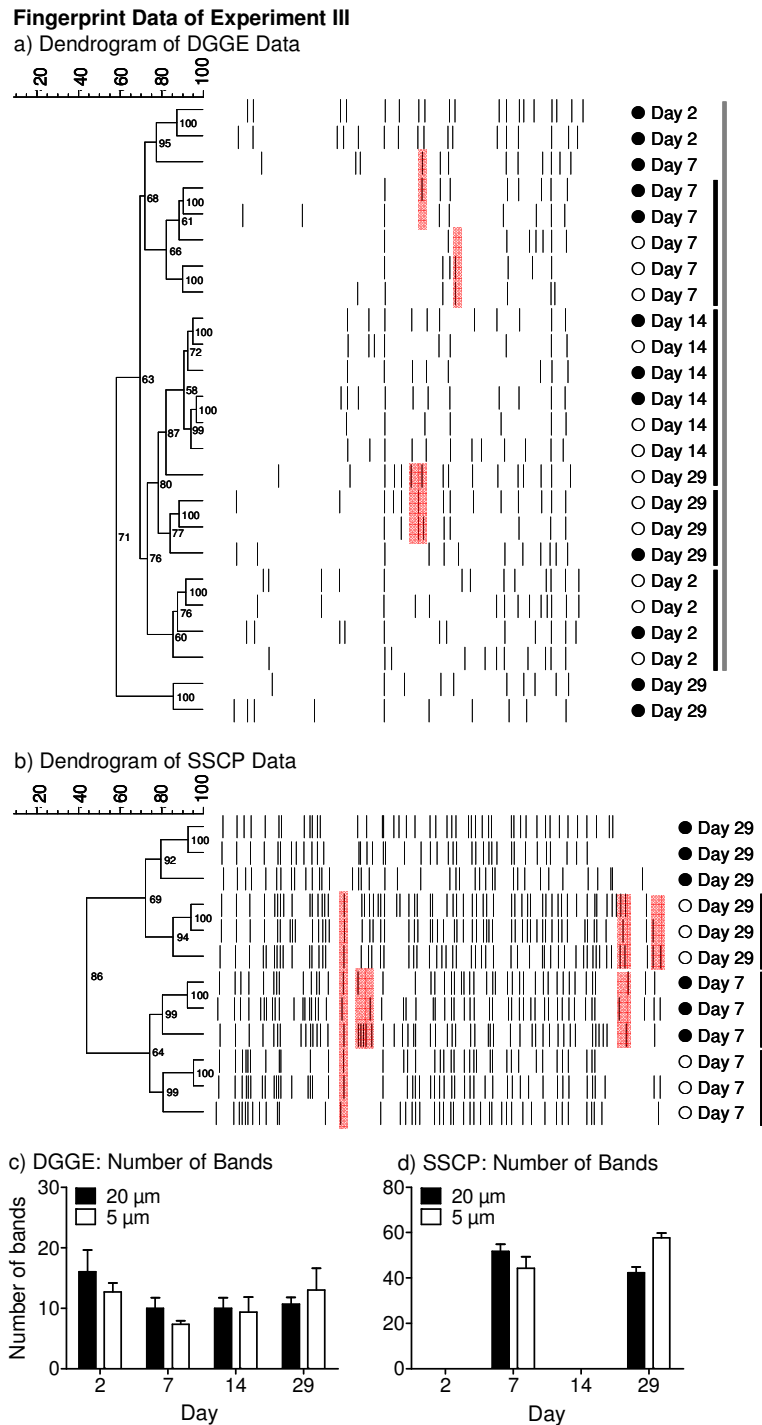 Fingerprint Data of Experiment III
a) Dendrogram of DGGE Data
20 40 60 80 100
100 Day 2
Day 2
95
Day 7
68 Day 7
100
61 Day 7
Day 7
66
Day 7
100
Day 7
Day 14
100
72 Day 14
Day 14
63
58 Day 14
100
99 Day 14
87
Day 14
Day 29
80
Day 29
100
77 Day 29
71
76 Day 29
Day 2
100
76 Day 2
60 Day 2
Day 2
Day 29
100
Day 29
b) Dendrogram of SSCP Data
20 40 60 80 100
Day 29
100
92 Day 29
Day 29
69
Day 29
100
94 Day 29
Day 29
86
Day 7
100
99 Day 7
Day 7
64
Day 7
100
99 Day 7
Day 7
c) DGGE: Number of Bands
30
20
10
0
Number of bands
20 µm
5 µm
2 7 14 29
Day
d) SSCP: Number of Bands
80
60
40
20
0
20 µm
5 µm
2 7 14 29
Day